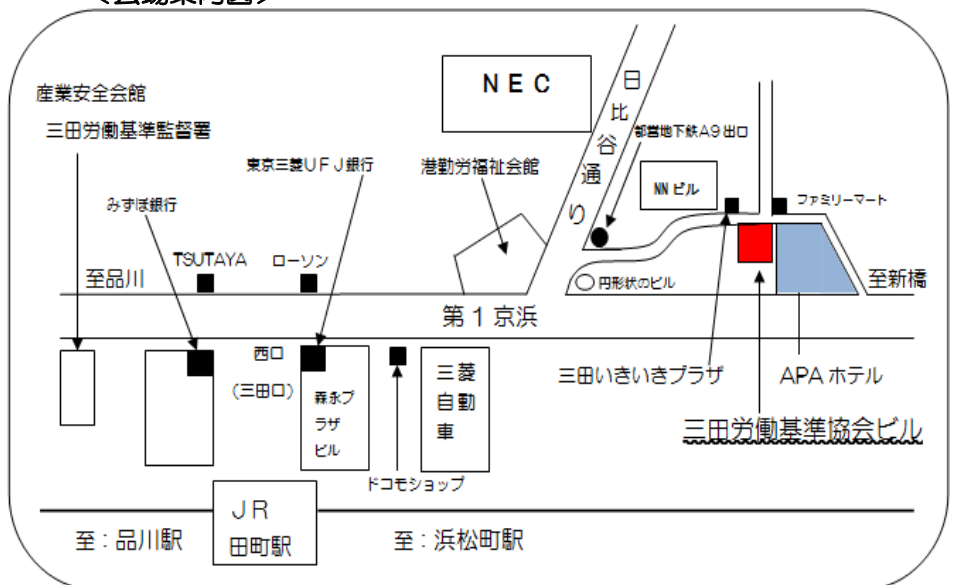 ＜会場案内図＞
ＮＥＣ
日比谷通り
産業安全会館
三田労働基準監督署
都営地下鉄Ａ９出口
東京三菱ＵＦＪ銀行
港勤労福祉会館
NN ビル
みずほ銀行
ファミリーマート
TSUTAYA
ローソン
至品川
円形状のビル
至新橋
第１京浜
西口
（三田口）
森永プ
ラザ
ビル
三菱
自動
車
三田いきいきプラザ
APA ホテル
三田労働基準協会ビル
ドコモショップ
ＪＲ
田町駅
至：品川駅
至：浜松町駅